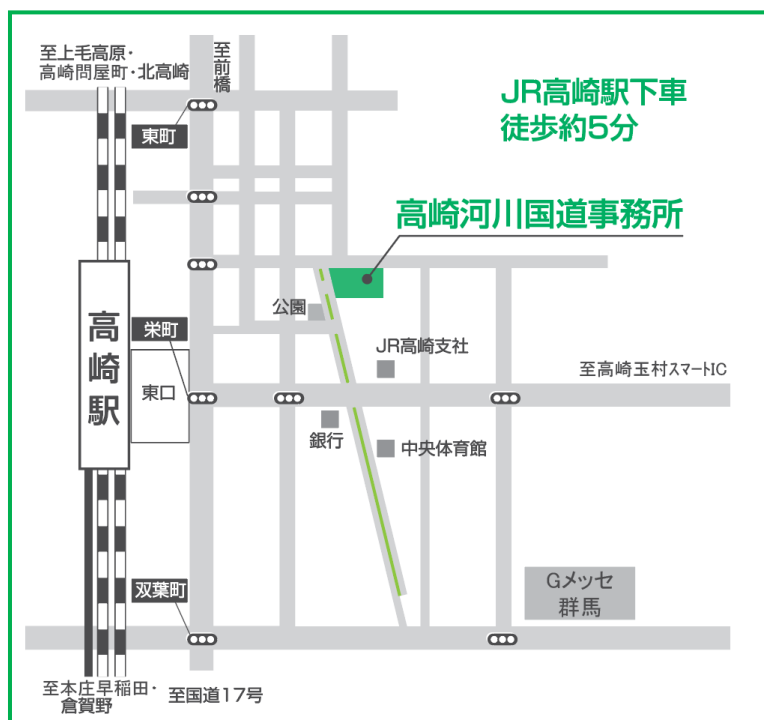 至上毛高原・
高崎問屋町・北高崎
至前橋
JR高崎駅下車
徒歩約5分
東町
高崎河川国道事務所
公園
高崎駅
栄町
JR高崎支社
至高崎玉村スマートIC
東口
銀行
中央体育館
双葉町
Gメッセ
群馬
至本庄早稲田・
倉賀野
至国道17号